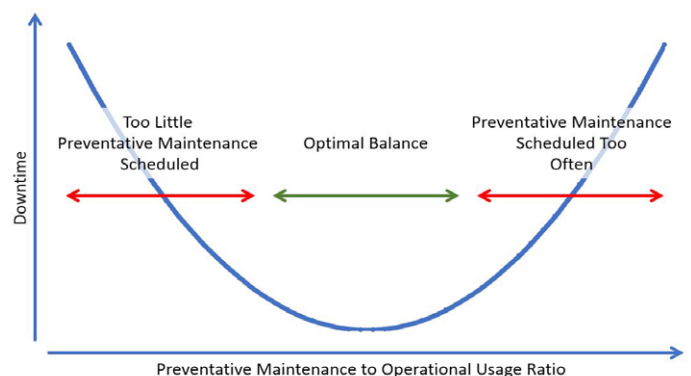 Too Little
Preventative Maintenance
Scheduled
Optimal Balance
Preventative Maintenance
Scheduled Too
Often
Downtime
Preventative Maintenance to Operational Usage Ratio